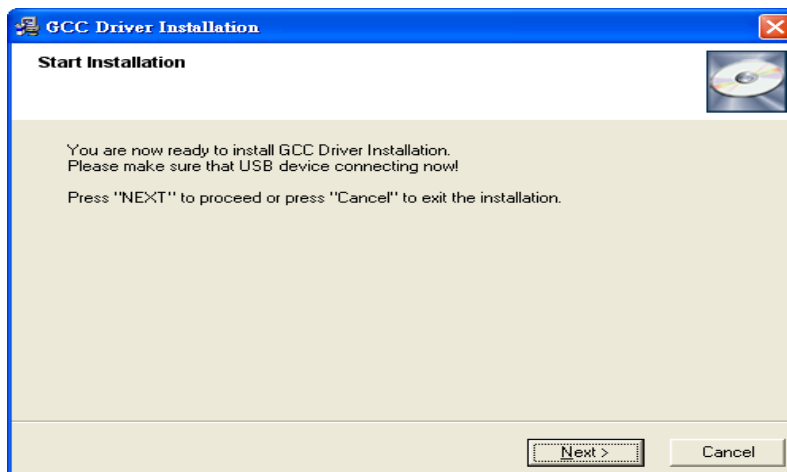 GCC Driver Installation
Start Installation
You are now ready to install GCC Driver Installation.
Please make sure that USB device connecting now!
Press "NEXT" to proceed or press "Cancel" to exit the installation.
Next >
Cancel